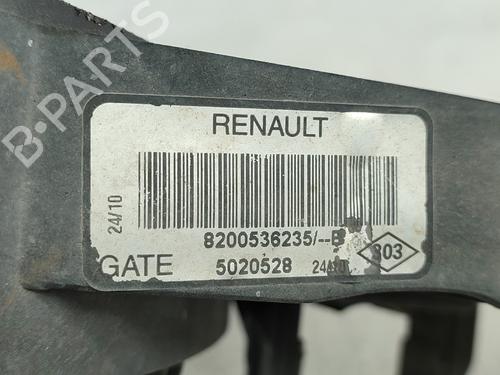 B-PARTS
RENAULT
24/10
8200536235/--B
GATE 5020528
303